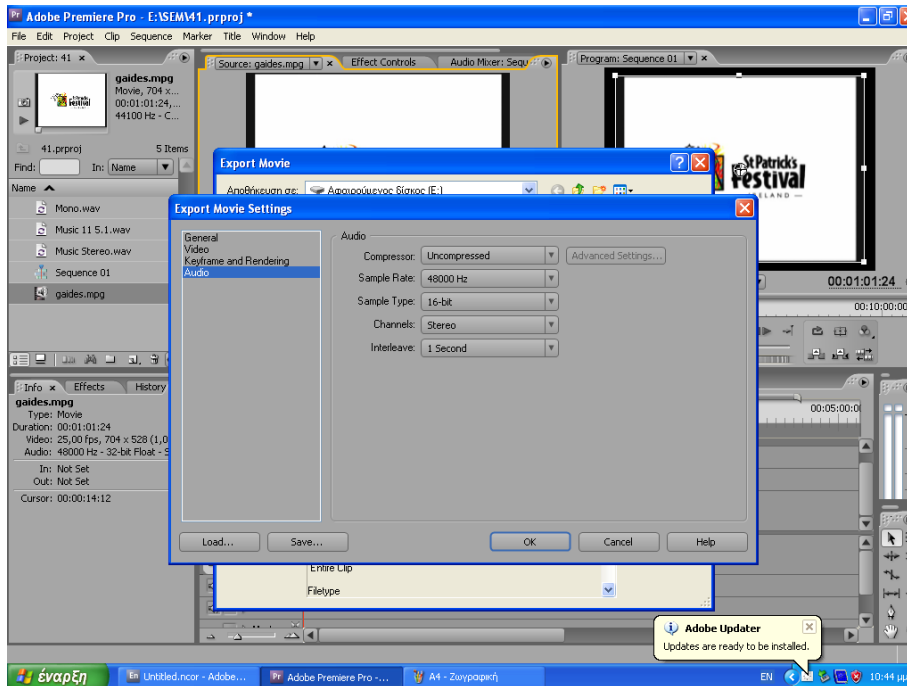 Adobe Premiere Pro - E:\SEM\41.prproj *
File Edit Project Clip Sequence Marker Title Window Help
Project: 41
Source: gaides.mpg
Effect Controls
Audio Mixer: Sequ
Program: Sequence 01
gaides.mpg
Movie, 704 x...
00:01:01:24,...
44100 Hz - C...
41.prproj 5 Items
Find: In: Name
Name
Mono.wav
Music 11 5.1.wav
Music Stereo.wav
Sequence 01
gaides.mpg
St Patrick's
Festival
Export Movie
Αποθήκευση σε: Αφαιρούμενος δίσκος (E:)
Export Movie Settings
General
Video
Keyframe and Rendering
Audio
Audio
Compressor: Uncompressed Advanced Settings...
Sample Rate: 48000 Hz
Sample Type: 16-bit
Channels: Stereo
Interleave: 1 Second
Load... Save... OK Cancel Help
00:01:01:24
00:10:00:00
Info Effects History
gaides.mpg
Type: Movie
Duration: 00:01:01:24
Video: 25,00 fps, 704 x 528 (1,0
Audio: 48000 Hz - 32-bit Float - S
In: Not Set
Out: Not Set
Cursor: 00:00:14:12
00:05:00:0
Entire Clip
Filetype
Adobe Updater
Updates are ready to be installed.
έναρξη
Untitled.ncor - Adobe...
Adobe Premiere Pro -...
A4 - Ζωγραφική
EN
10:44 μμ